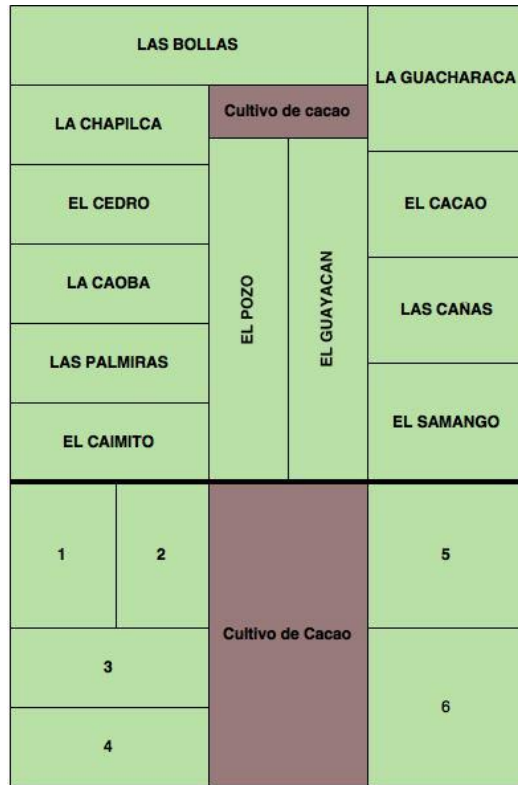 LAS BOLLAS
LA GUACHARACA
LA CHAPILCA
Cultivo de cacao
EL CEDRO
EL CACAO
LA CAOBA
EL POZO
EL GUAYACAN
LAS CAÑAS
LAS PALMIRAS
EL SAMANGO
EL CAIMITO
1
2
5
Cultivo de Cacao
3
6
4